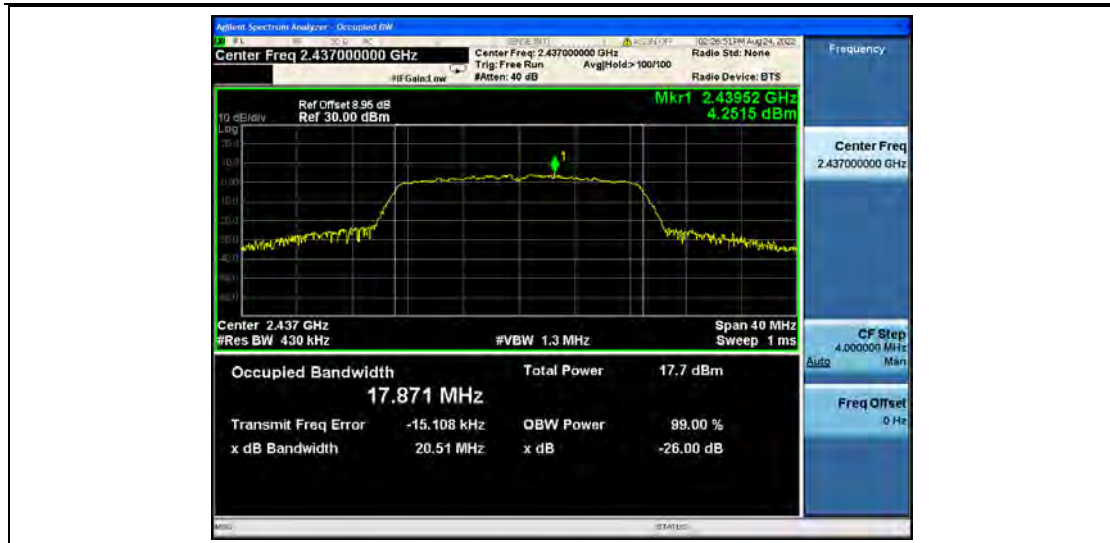 Agilent Spectrum Analyzer - Occupied BW
SENSE:INT
02:26:51 PM Aug 24, 2022
Center Freq 2.437000000 GHz
Center Freq: 2.437000000 GHz
Radio Std: None
Trig: Free Run
Avg|Hold:> 100/100
#IFGain:Low
#Atten: 40 dB
Radio Device: BTS
Frequency
Ref Offset 8.95 dB
Mkr1 2.43952 GHz
10 dB/div
Ref 30.00 dBm
4.2515 dBm
Log
1
Center Freq
2.437000000 GHz
Center 2.437 GHz
Span 40 MHz
#Res BW 430 kHz
#VBW 1.3 MHz
Sweep 1 ms
CF Step
4.000000 MHz
Auto
Man
Occupied Bandwidth
Total Power
17.7 dBm
17.871 MHz
Freq Offset
0 Hz
Transmit Freq Error
-15.108 kHz
OBW Power
99.00 %
x dB Bandwidth
20.51 MHz
x dB
-26.00 dB
MSG
STATUS